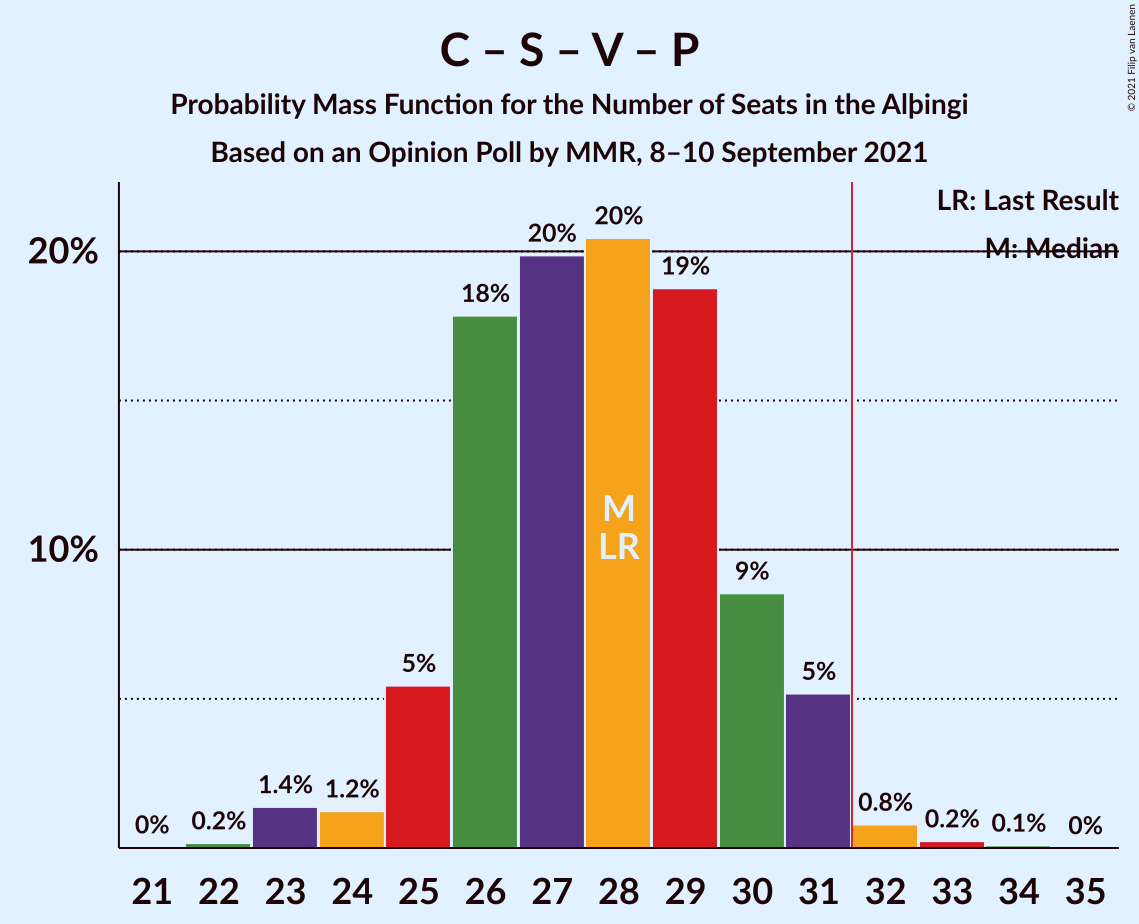 C – S – V – P
Probability Mass Function for the Number of Seats in the Alþingi
Based on an Opinion Poll by MMR, 8–10 September 2021
© 2021 Filip van Laenen
LR: Last Result
M: Median
20%
10%
0%
0.2%
1.4%
1.2%
5%
18%
20%
20%
19%
9%
5%
0.8%
0.2%
0.1%
0%
M
LR
21 22 23 24 25 26 27 28 29 30 31 32 33 34 35